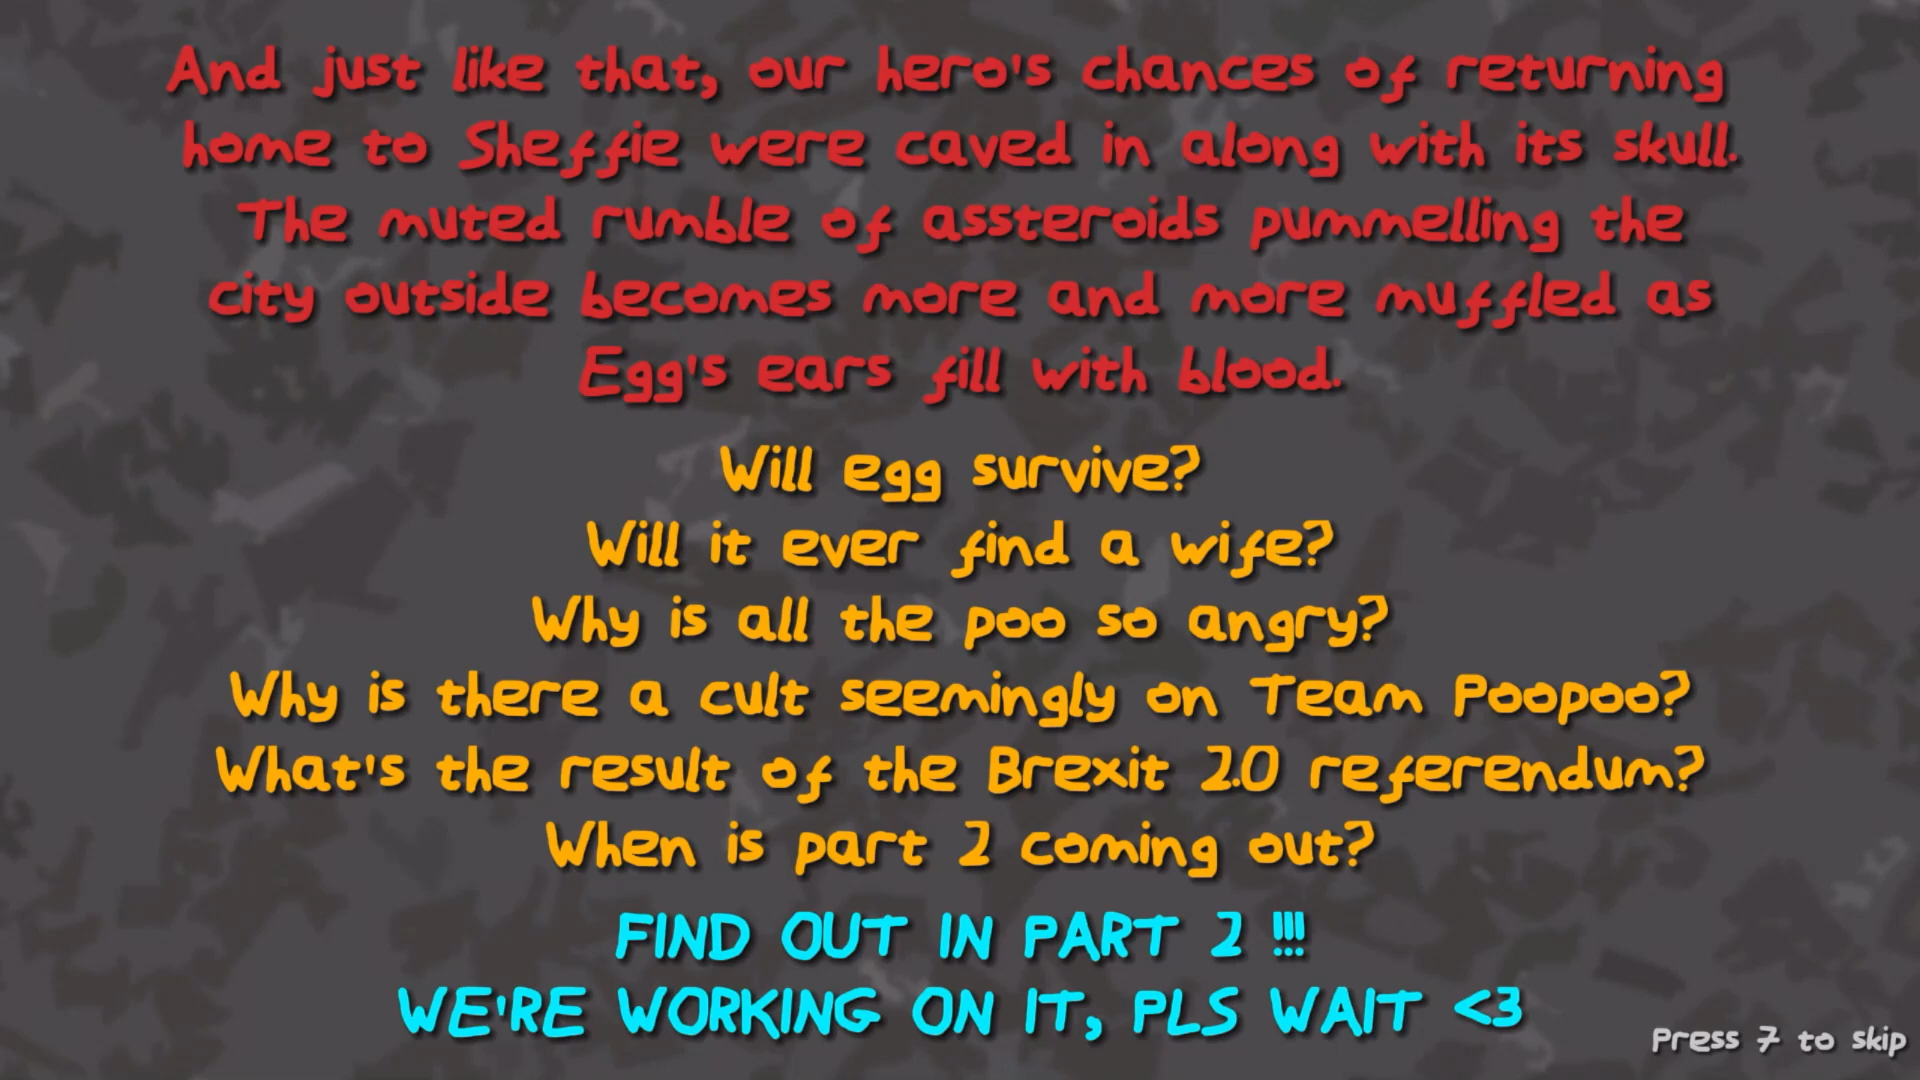 And just like that, our hero's chances of returning
home to Sheffie were caved in along with its skull.
The muted rumble of assteroids pummelling the
city outside becomes more and more muffled as
Egg's ears fill with blood.
Will egg survive?
Will it ever find a wife?
Why is all the poo so angry?
Why is there a cult seemingly on Team Poopoo?
What's the result of the Brexit 2.0 referendum?
When is part 2 coming out?
FIND OUT IN PART 2 !!!
WE'RE WORKING ON IT, PLS WAIT <3
Press 7 to skip